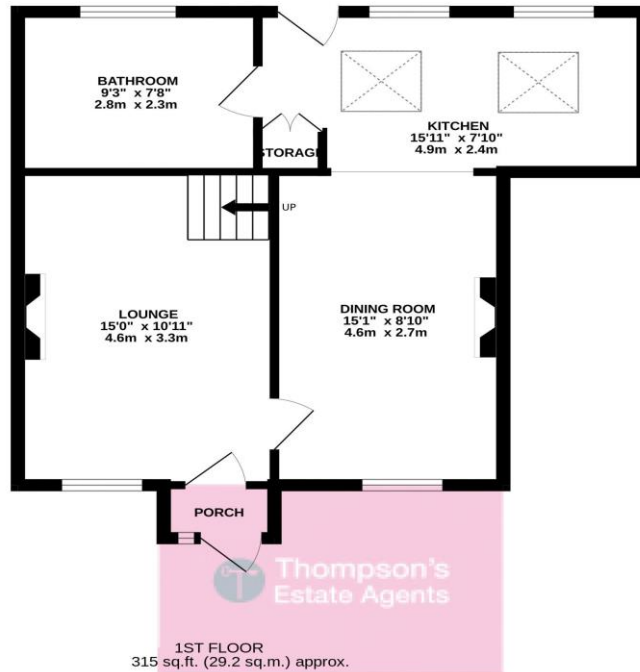 BATHROOM
9'3" x 7'8"
2.8m x 2.3m
KITCHEN
15'11" x 7'10"
4.9m x 2.4m
STORAGE
UP
LOUNGE
15'0" x 10'11"
4.6m x 3.3m
DINING ROOM
15'1" x 8'10"
4.6m x 2.7m
PORCH
Thompson's
Estate Agents
1ST FLOOR
315 sq.ft. (29.2 sq.m.) approx.